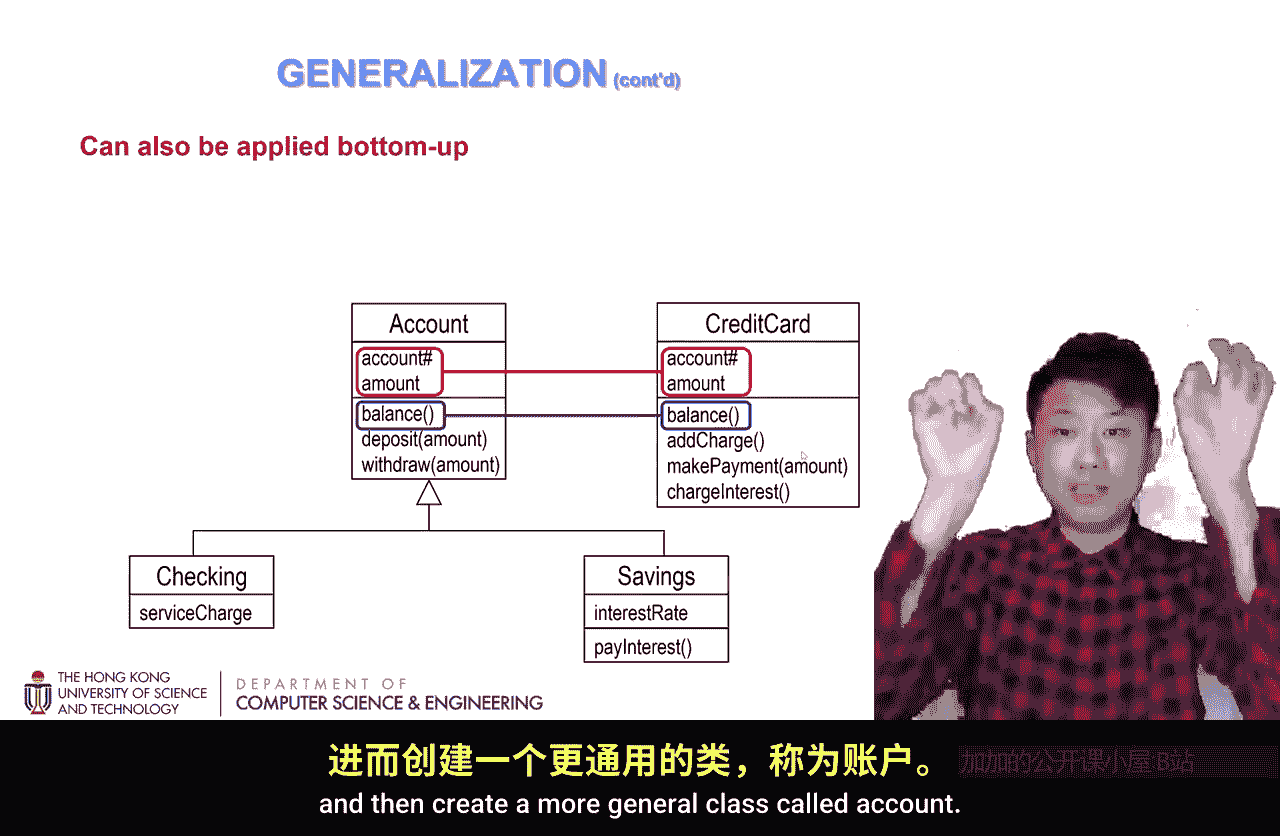 GENERALIZATION (cont'd)
Can also be applied bottom-up
Account
account#
amount
balance()
deposit(amount)
withdraw(amount)
CreditCard
account#
amount
balance()
addCharge()
makePayment(amount)
chargeInterest()
Checking
serviceCharge
Savings
interestRate
payInterest()
THE HONG KONG
UNIVERSITY OF SCIENCE
AND TECHNOLOGY
DEPARTMENT OF
COMPUTER SCIENCE & ENGINEERING
进而创建一个更通用的类，称为账户。
加加的公开课小屋 B站
and then create a more general class called account.